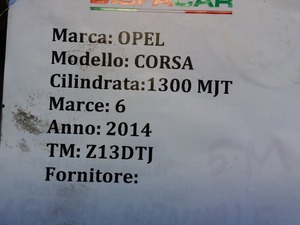 Marca: OPEL
Modello: CORSA
Cilindrata:1300 MJT
Marce: 6
Anno: 2014
TM: Z13DTJ
Fornitore: